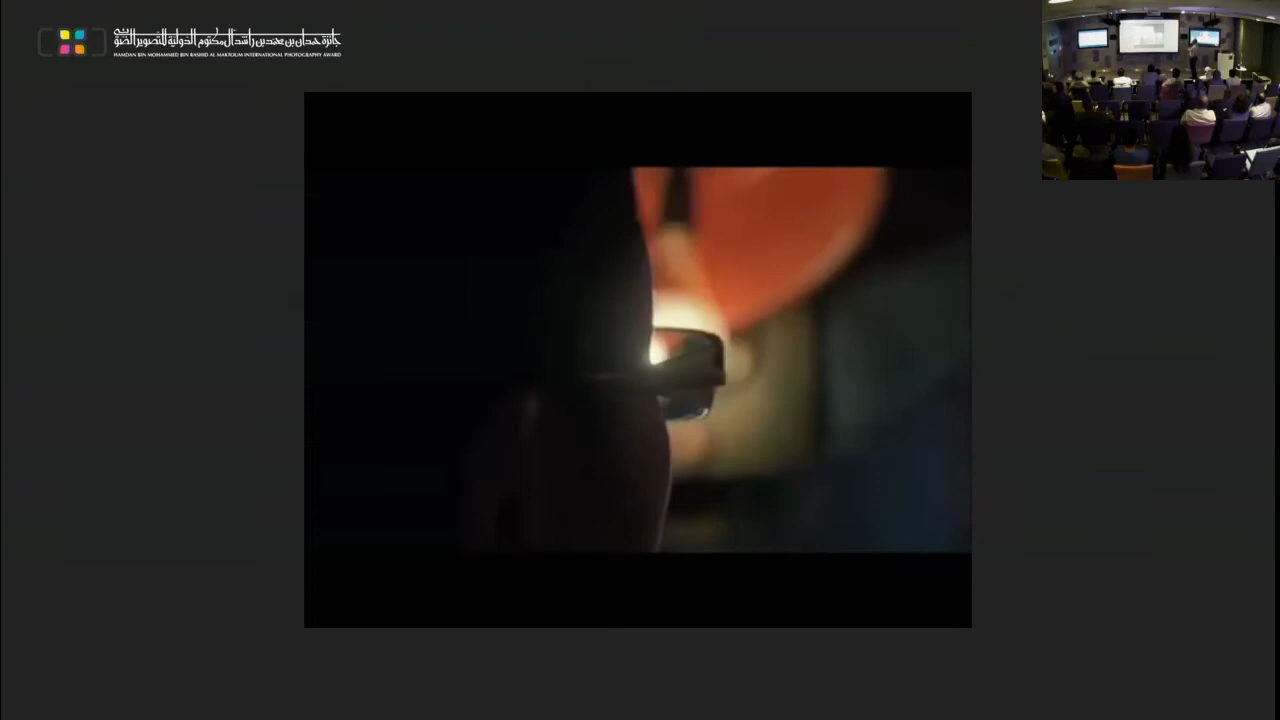 جائزة حمدان بن محمد بن راشد آل مكتوم الدولية للتصوير الضوئي
HAMDAN BIN MOHAMMED BIN RASHID AL MAKTOUM INTERNATIONAL PHOTOGRAPHY AWARD